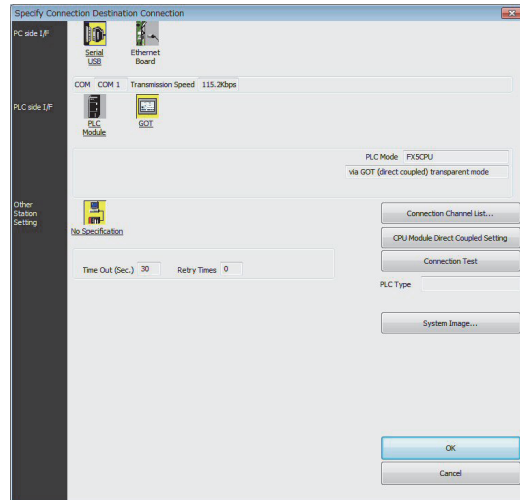 Specify Connection Destination Connection
PC side I/F
Serial
USB
Ethernet
Board
COM COM 1 Transmission Speed 115.2Kbps
PLC side I/F
PLC
Module
GOT
PLC Mode FX5CPU
via GOT (direct coupled) transparent mode
Other
Station
Setting
No Specification
Time Out (Sec.) 30 Retry Times 0
Connection Channel List...
CPU Module Direct Coupled Setting
Connection Test
PLC Type
System Image...
OK
Cancel